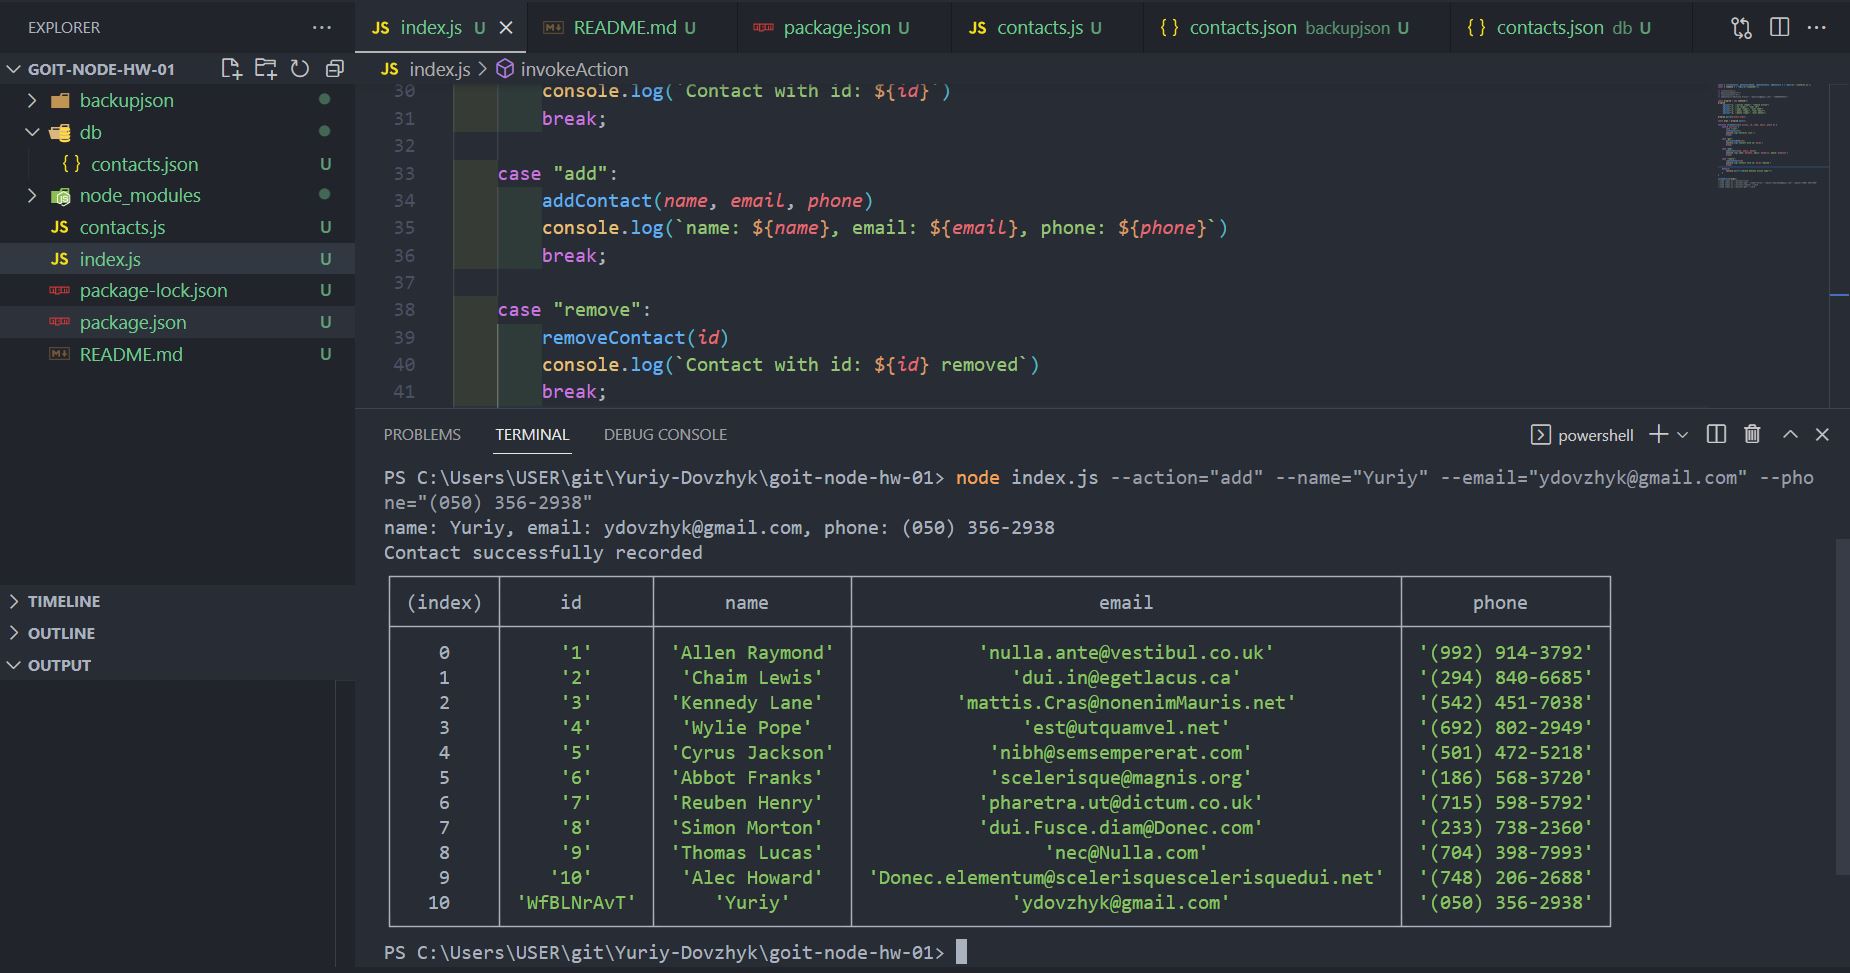 EXPLORER
GOIT-NODE-HW-01
backupjson
db
{ } contacts.json U
node_modules
JS contacts.js U
JS index.js U
package-lock.json U
package.json U
M↓ README.md U
TIMELINE
OUTLINE
OUTPUT
JS index.js U
M↓ README.md U
package.json U
JS contacts.js U
{ } contacts.json backupjson U
{ } contacts.json db U
JS index.js > invokeAction
30 console.log(`Contact with id: ${id}`)
31 break;
32
33 case "add":
34 addContact(name, email, phone)
35 console.log(`name: ${name}, email: ${email}, phone: ${phone}`)
36 break;
37
38 case "remove":
39 removeContact(id)
40 console.log(`Contact with id: ${id} removed`)
41 break;
PROBLEMS TERMINAL DEBUG CONSOLE powershell
PS C:\Users\USER\git\Yuriy-Dovzhyk\goit-node-hw-01> node index.js --action="add" --name="Yuriy" --email="ydovzhyk@gmail.com" --pho
ne="(050) 356-2938"
name: Yuriy, email: ydovzhyk@gmail.com, phone: (050) 356-2938
Contact successfully recorded
(index) id name email phone
0 '1' 'Allen Raymond' 'nulla.ante@vestibul.co.uk' '(992) 914-3792'
1 '2' 'Chaim Lewis' 'dui.in@egetlacus.ca' '(294) 840-6685'
2 '3' 'Kennedy Lane' 'mattis.Cras@nonenimMauris.net' '(542) 451-7038'
3 '4' 'Wylie Pope' 'est@utquamvel.net' '(692) 802-2949'
4 '5' 'Cyrus Jackson' 'nibh@semsempererat.com' '(501) 472-5218'
5 '6' 'Abbot Franks' 'scelerisque@magnis.org' '(186) 568-3720'
6 '7' 'Reuben Henry' 'pharetra.ut@dictum.co.uk' '(715) 598-5792'
7 '8' 'Simon Morton' 'dui.Fusce.diam@Donec.com' '(233) 738-2360'
8 '9' 'Thomas Lucas' 'nec@Nulla.com' '(704) 398-7993'
9 '10' 'Alec Howard' 'Donec.elementum@scelerisquescelerisquedui.net' '(748) 206-2688'
10 'WfBLNrAvT' 'Yuriy' 'ydovzhyk@gmail.com' '(050) 356-2938'
PS C:\Users\USER\git\Yuriy-Dovzhyk\goit-node-hw-01>